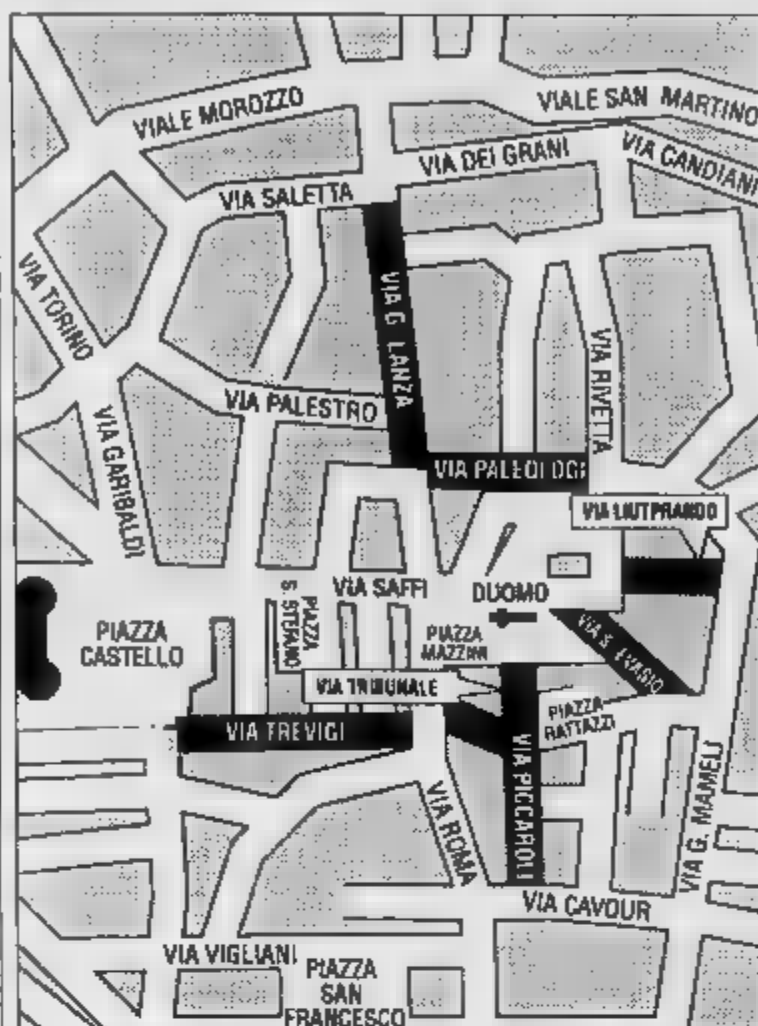 VIALE MOROZZO
VIALE SAN MARTINO
VIA DEI GRANI
VIA CANDIANI
VIA SALETTA
VIA TORINO
VIA G. LANZA
VIA RIVETTA
VIA PALESTRO
VIA GARIBALDI
VIA PALEOLOGI
VIA LIUTPRANDO
VIA SAFFI
DUOMO
PIAZZA
S. STEFANO
PIAZZA
CASTELLO
PIAZZA
MAZZINI
VIA S. EVASIO
VIA TRIBUNALE
PIAZZA
RATTAZZI
VIA TREVIGI
VIA PICCAROLI
VIA ROMA
VIA G. MAMELI
VIA CAVOUR
VIA VIGLIANI
PIAZZA
SAN
FRANCESCO